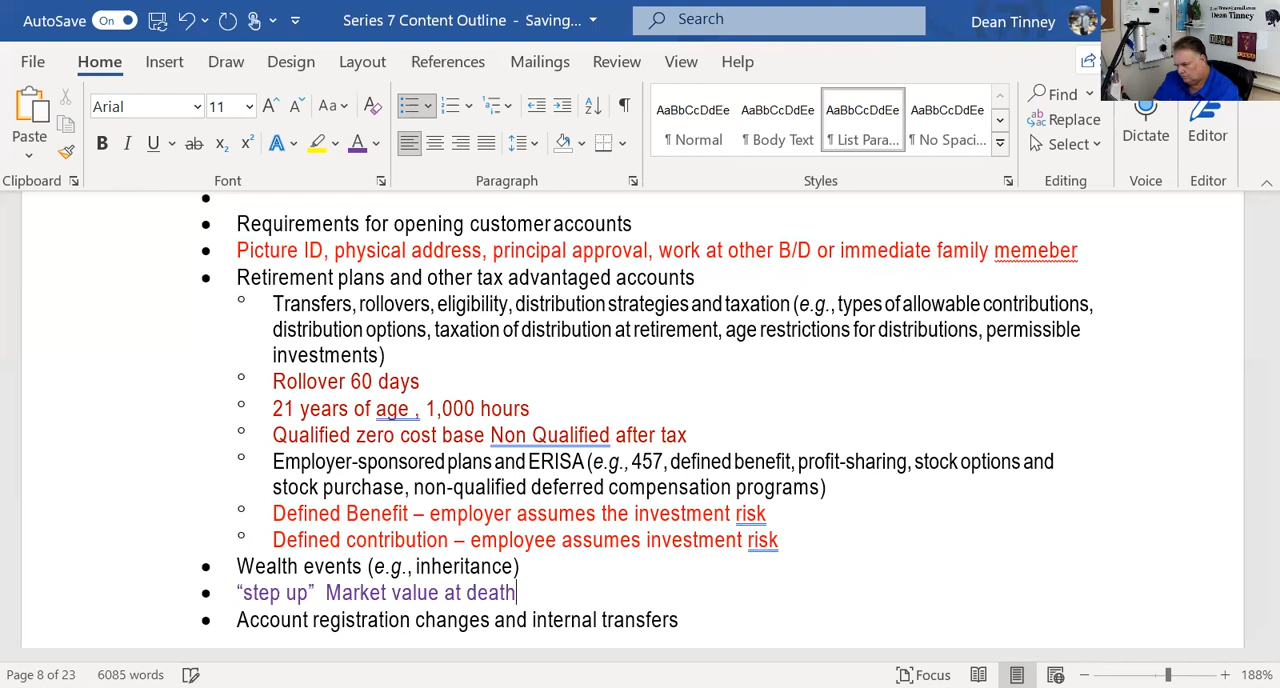 AutoSave On Series 7 Content Outline - Saving... Search Dean Tinney
Dean Tinney
File Home Insert Draw Design Layout References Mailings Review View Help
Paste Arial 11 A A Aa A
B I U ab x2 x2 A A
AaBbCcDdEe AaBbCcDdEe AaBbCcDdEe AaBbCcDdEe
¶ Normal ¶ Body Text ¶ List Para... ¶ No Spaci...
Find
Replace
Select
Dictate Editor
Clipboard Font Paragraph Styles Editing Voice Editor
• Requirements for opening customer accounts
• Picture ID, physical address, principal approval, work at other B/D or immediate family memeber
• Retirement plans and other tax advantaged accounts
° Transfers, rollovers, eligibility, distribution strategies and taxation (e.g., types of allowable contributions,
distribution options, taxation of distribution at retirement, age restrictions for distributions, permissible
investments)
° Rollover 60 days
° 21 years of age , 1,000 hours
° Qualified zero cost base Non Qualified after tax
° Employer-sponsored plans and ERISA (e.g., 457, defined benefit, profit-sharing, stock options and
stock purchase, non-qualified deferred compensation programs)
° Defined Benefit – employer assumes the investment risk
° Defined contribution – employee assumes investment risk
• Wealth events (e.g., inheritance)
• “step up” Market value at death
• Account registration changes and internal transfers
Page 8 of 23 6085 words Focus 188%